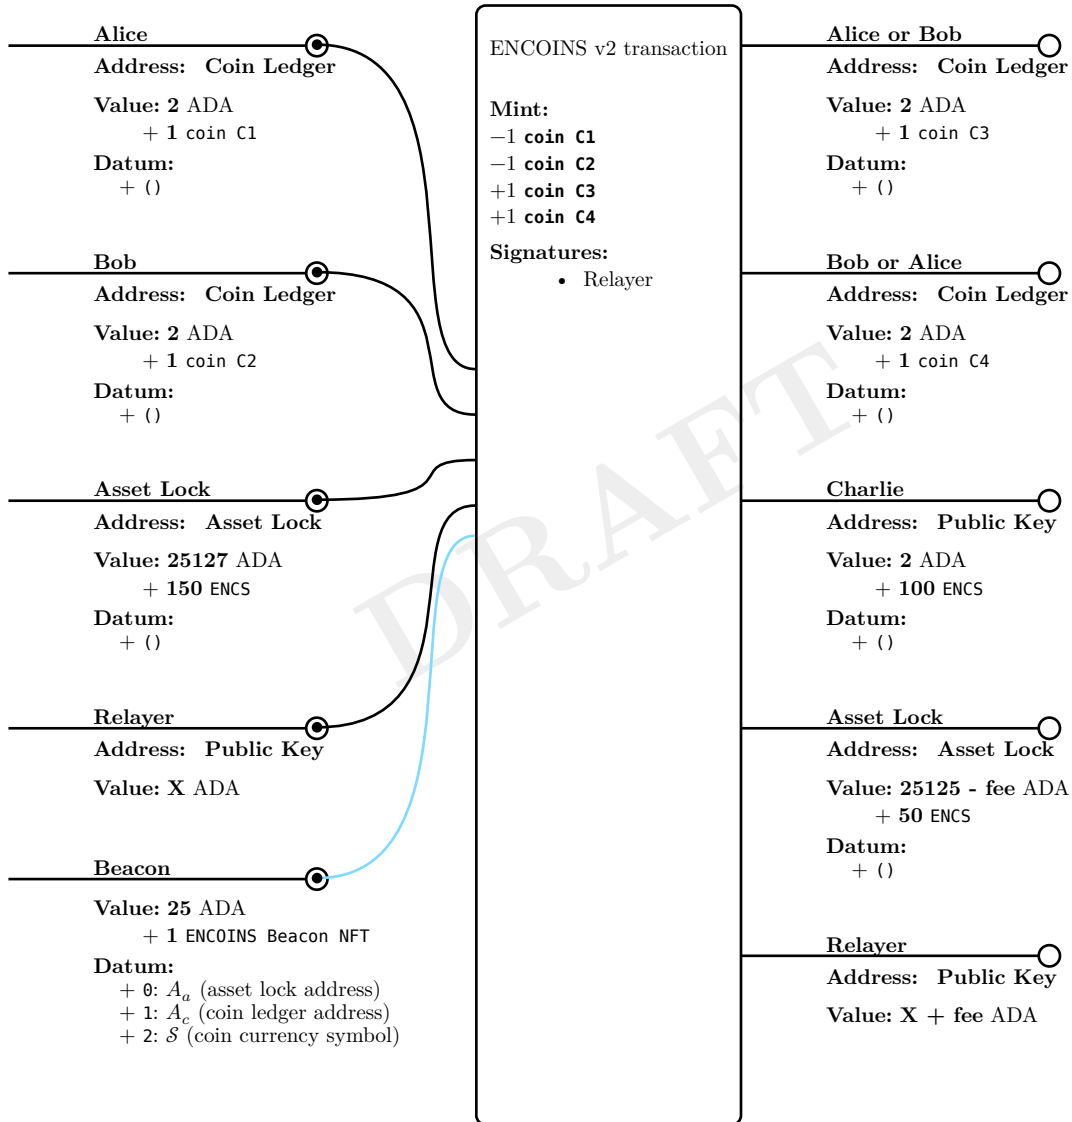 Alice
Address: Coin Ledger
Value: 2 ADA
+ 1 coin C1
Datum:
+ ()
Bob
Address: Coin Ledger
Value: 2 ADA
+ 1 coin C2
Datum:
+ ()
Asset Lock
Address: Asset Lock
Value: 25127 ADA
+ 150 ENCS
Datum:
+ ()
Relayer
Address: Public Key
Value: X ADA
Beacon
Value: 25 ADA
+ 1 ENCOINS Beacon NFT
Datum:
+ 0: A_a (asset lock address)
+ 1: A_c (coin ledger address)
+ 2: 𝒮 (coin currency symbol)
ENCOINS v2 transaction
Mint:
−1 coin C1
−1 coin C2
+1 coin C3
+1 coin C4
Signatures:
• Relayer
DRAFT
Alice or Bob
Address: Coin Ledger
Value: 2 ADA
+ 1 coin C3
Datum:
+ ()
Bob or Alice
Address: Coin Ledger
Value: 2 ADA
+ 1 coin C4
Datum:
+ ()
Charlie
Address: Public Key
Value: 2 ADA
+ 100 ENCS
Asset Lock
Address: Asset Lock
Value: 25125 - fee ADA
+ 50 ENCS
Datum:
+ ()
Relayer
Address: Public Key
Value: X + fee ADA